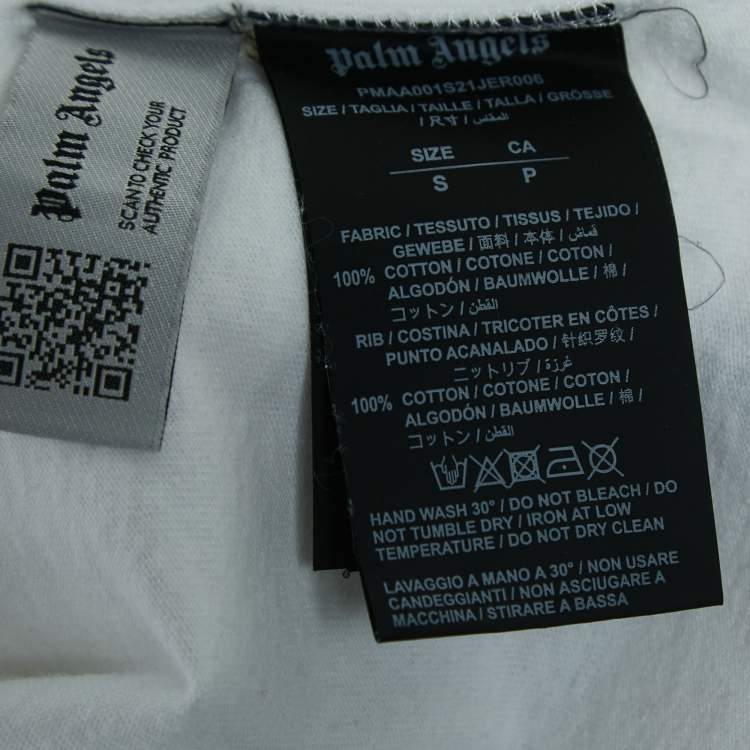 Palm Angels
SCAN TO CHECK YOUR
AUTHENTIC PRODUCT
Palm Angels
PMAA001S21JER006
SIZE / TAGLIA / TAILLE / TALLA / GRÖSSE
/ 尺寸 / المقاس /
SIZE CA
S P
FABRIC / TESSUTO / TISSUS / TEJIDO /
GEWEBE / 面料 / 本体 / قماش /
100% COTTON / COTONE / COTON /
ALGODÓN / BAUMWOLLE / 棉 /
コットン / القطن /
RIB / COSTINA / TRICOTER EN CÔTES /
PUNTO ACANALADO / 针织罗纹 /
ニットリブ / غرزة /
100% COTTON / COTONE / COTON /
ALGODÓN / BAUMWOLLE / 棉 /
コットン / القطن /
HAND WASH 30° / DO NOT BLEACH / DO
NOT TUMBLE DRY / IRON AT LOW
TEMPERATURE / DO NOT DRY CLEAN
LAVAGGIO A MANO A 30° / NON USARE
CANDEGGIANTI / NON ASCIUGARE A
MACCHINA / STIRARE A BASSA